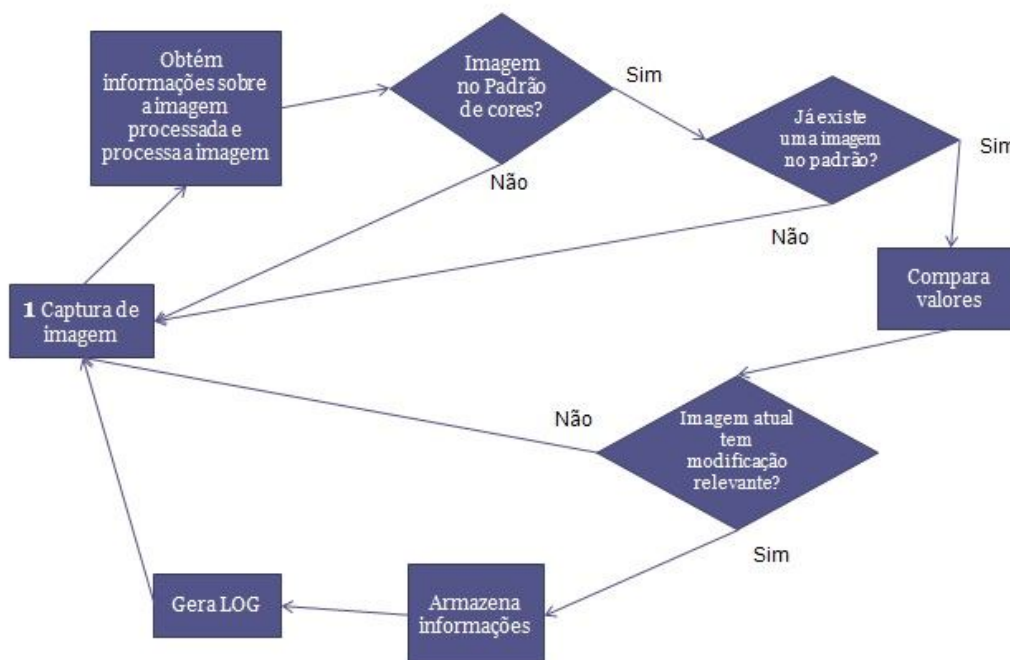 Obtém
informações sobre
a imagem
processada e
processa a imagem
Imagem
no Padrão
de cores?
Sim
Não
Já existe
uma imagem
no padrão?
Sim
Não
1 Captura de
imagem
Compara
valores
Imagem atual
tem
modificação
relevante?
Não
Sim
Armazena
informações
Gera LOG